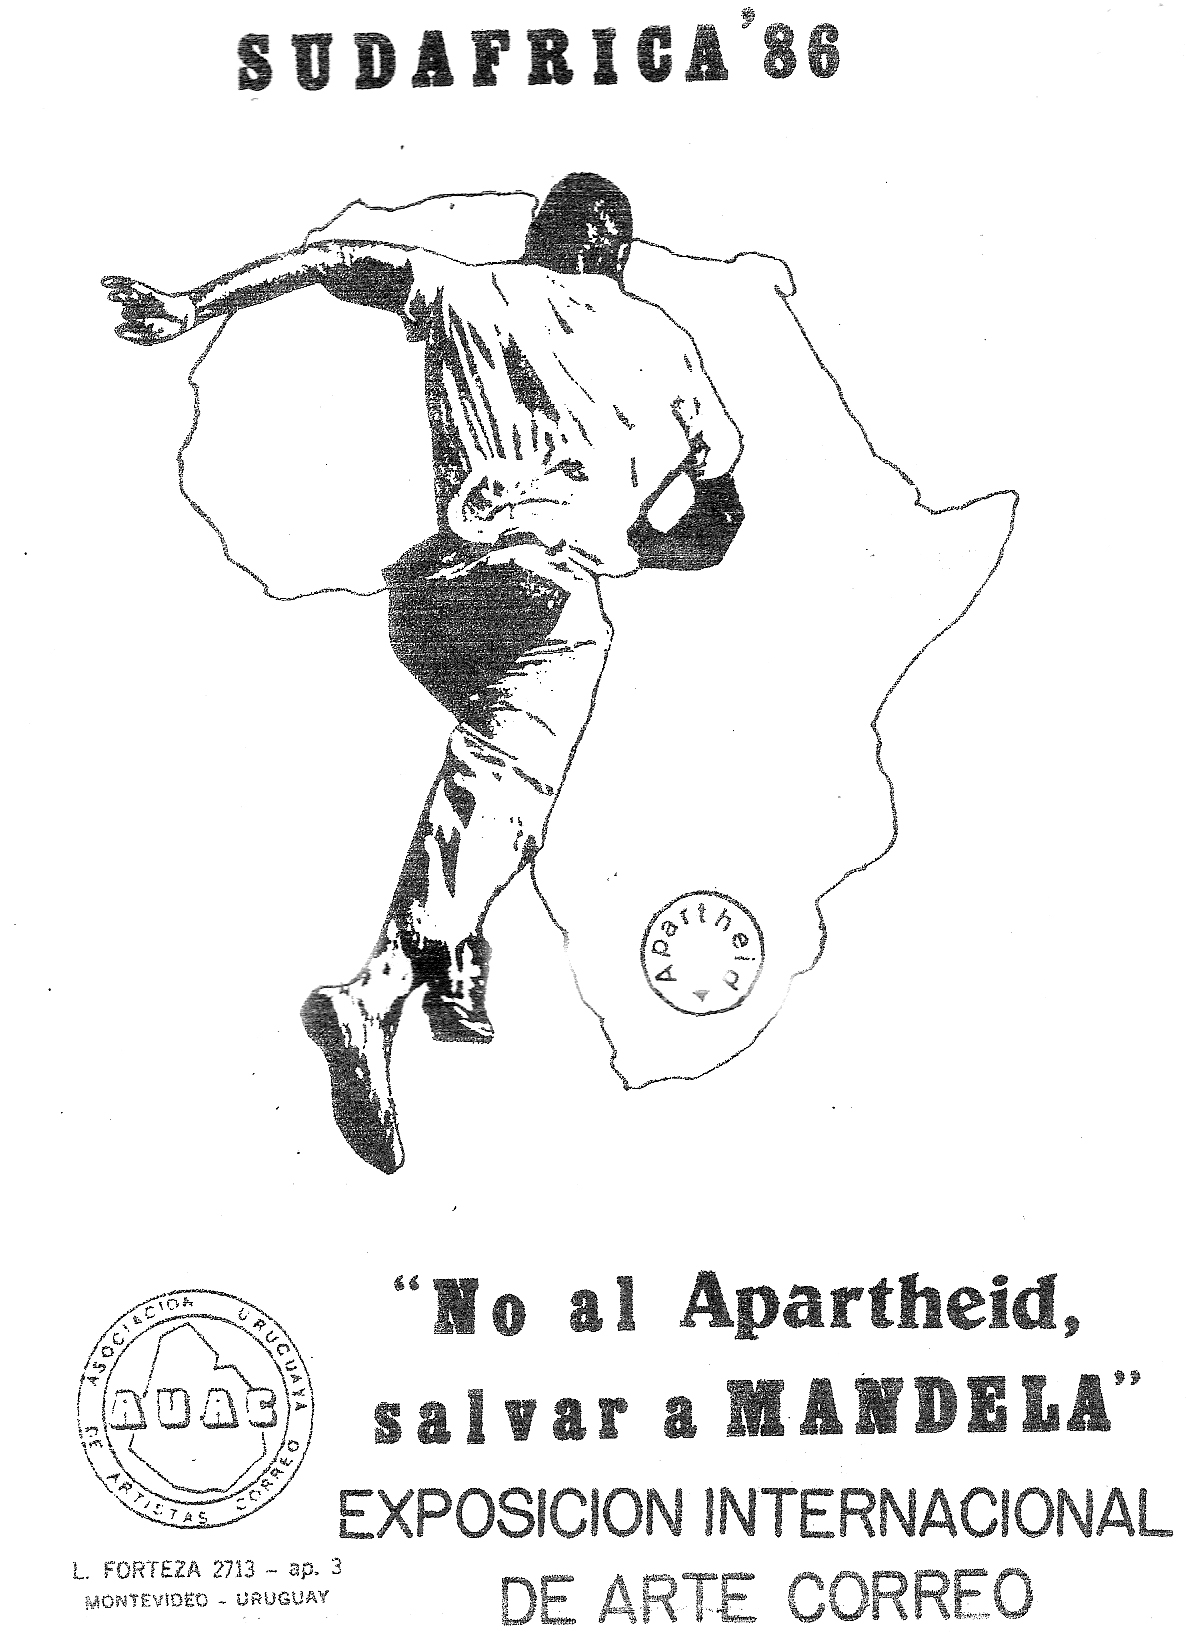 SUDAFRICA'86
Apartheid
“No al Apartheid,
salvar a MANDELA”
EXPOSICION INTERNACIONAL
DE ARTE CORREO
ASOCIACION URUGUAYA
DE ARTISTAS CORREO
AUAC
L. FORTEZA 2713 - ap. 3
MONTEVIDEO - URUGUAY